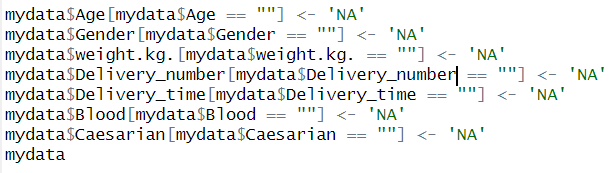 mydata$Age[mydata$Age == ""] <- 'NA'
mydata$Gender[mydata$Gender == ""] <- 'NA'
mydata$weight.kg.[mydata$weight.kg. == ""] <- 'NA'
mydata$Delivery_number[mydata$Delivery_number == ""] <- 'NA'
mydata$Delivery_time[mydata$Delivery_time == ""] <- 'NA'
mydata$Blood[mydata$Blood == ""] <- 'NA'
mydata$Caesarian[mydata$Caesarian == ""] <- 'NA'
mydata